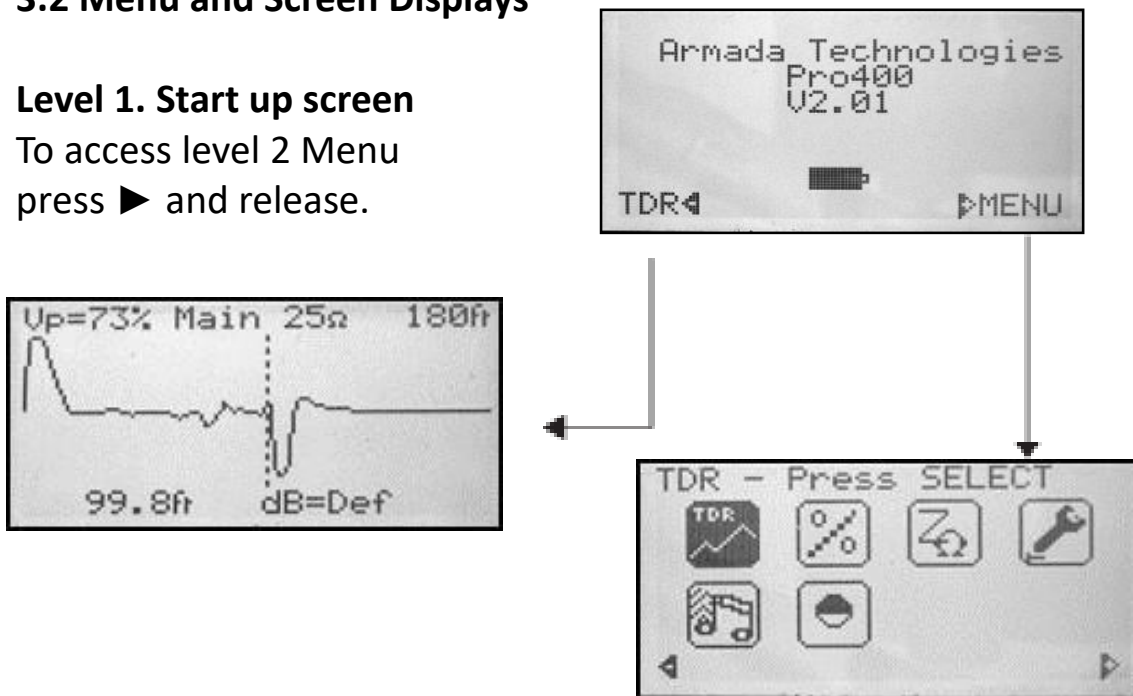 3.2 Menu and Screen Displays
Level 1. Start up screen
To access level 2 Menu
press ► and release.
Armada Technologies
Pro400
V2.01
TDR◄ ►MENU
Vp=73% Main 25Ω 180ft
99.8ft dB=Def
TDR - Press SELECT
TDR
%
ZΩ